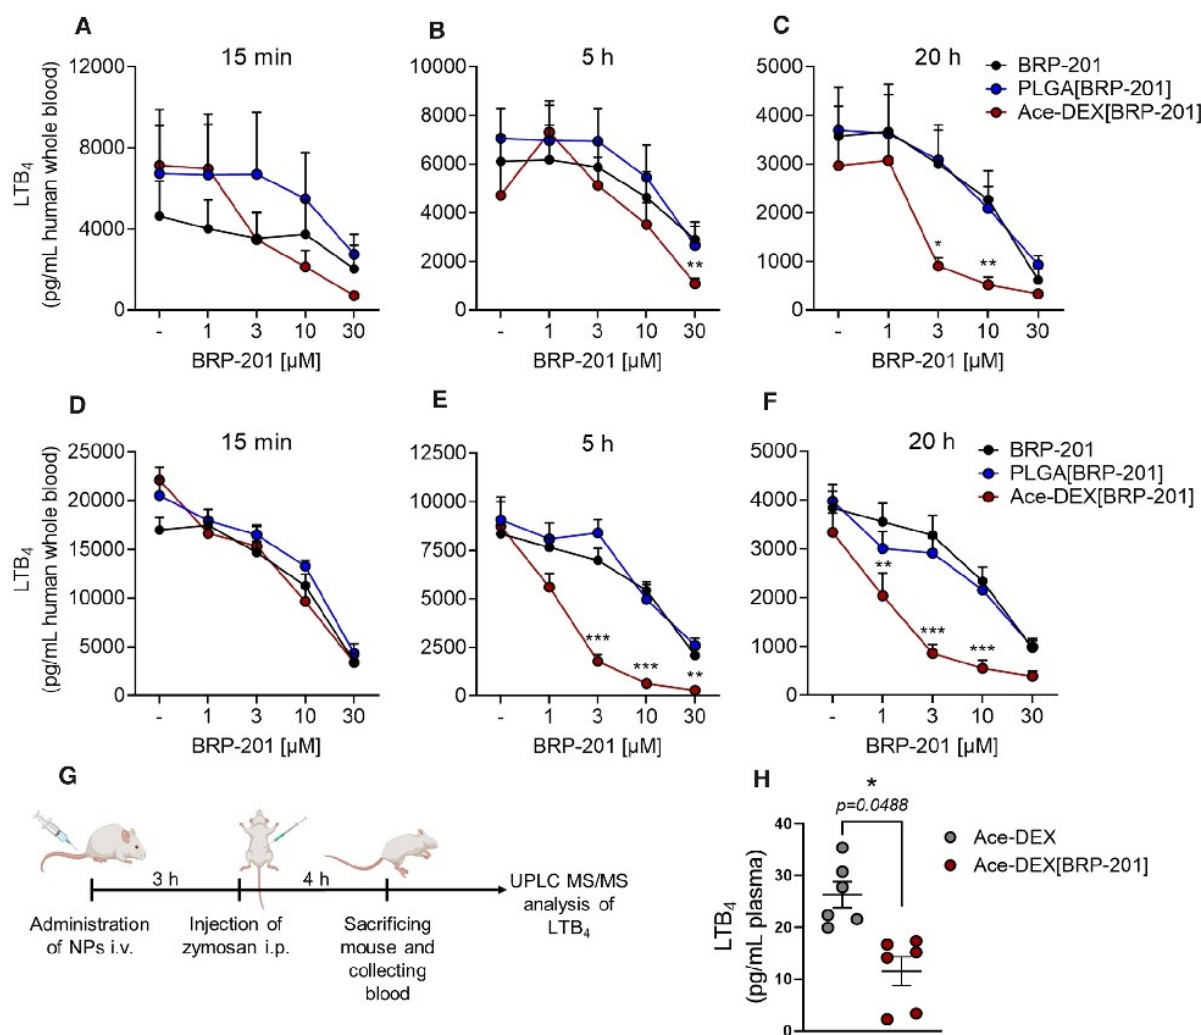 A
15 min
12000
8000
4000
0
LTB4
(pg/mL human whole blood)
- 1 3 10 30
BRP-201 [µM]
B
5 h
10000
8000
6000
4000
2000
0
**
- 1 3 10 30
BRP-201 [µM]
C
20 h
5000
4000
3000
2000
1000
0
*
**
- 1 3 10 30
BRP-201 [µM]
BRP-201
PLGA[BRP-201]
Ace-DEX[BRP-201]
D
15 min
25000
20000
15000
10000
5000
0
LTB4
(pg/mL human whole blood)
- 1 3 10 30
BRP-201 [µM]
E
5 h
12500
10000
7500
5000
2500
0
***
***
**
- 1 3 10 30
BRP-201 [µM]
F
20 h
5000
4000
3000
2000
1000
0
**
***
***
- 1 3 10 30
BRP-201 [µM]
BRP-201
PLGA[BRP-201]
Ace-DEX[BRP-201]
G
3 h
4 h
Administration
of NPs i.v.
Injection of
zymosan i.p.
Sacrificing
mouse and
collecting
blood
UPLC MS/MS
analysis of
LTB4
H
*
p=0.0488
40
30
20
10
0
LTB4
(pg/mL plasma)
Ace-DEX
Ace-DEX[BRP-201]